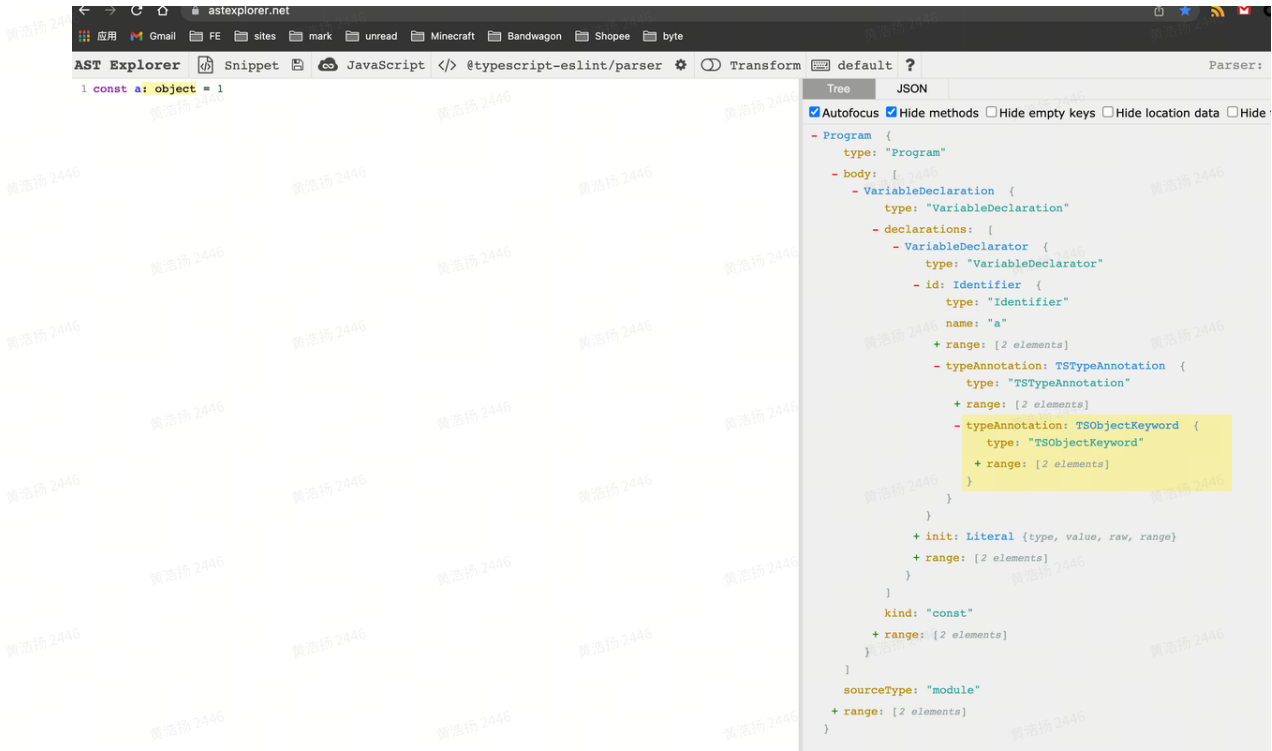 astexplorer.net
应用 Gmail FE sites mark unread Minecraft Bandwagon Shopee byte
AST Explorer Snippet JavaScript </> @typescript-eslint/parser Transform default ? Parser:
1 const a: object = 1
Tree JSON
Autofocus Hide methods Hide empty keys Hide location data Hide
- Program {
type: "Program"
- body: [
- VariableDeclaration {
type: "VariableDeclaration"
- declarations: [
- VariableDeclarator {
type: "VariableDeclarator"
- id: Identifier {
type: "Identifier"
name: "a"
+ range: [2 elements]
- typeAnnotation: TSTypeAnnotation {
type: "TSTypeAnnotation"
+ range: [2 elements]
- typeAnnotation: TSObjectKeyword {
type: "TSObjectKeyword"
+ range: [2 elements]
}
}
}
+ init: Literal {type, value, raw, range}
+ range: [2 elements]
}
]
kind: "const"
+ range: [2 elements]
}
]
sourceType: "module"
+ range: [2 elements]
}
黄浩扬 2446